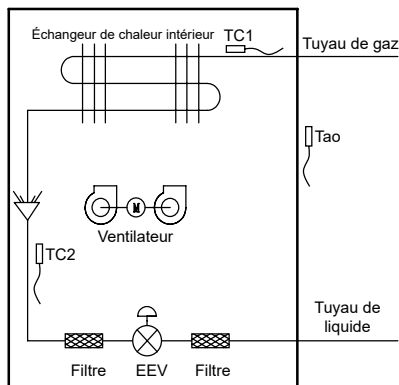 Échangeur de chaleur intérieur
TC1
Tuyau de gaz
Tao
M
Ventilateur
TC2
Tuyau de
liquide
Filtre
EEV
Filtre